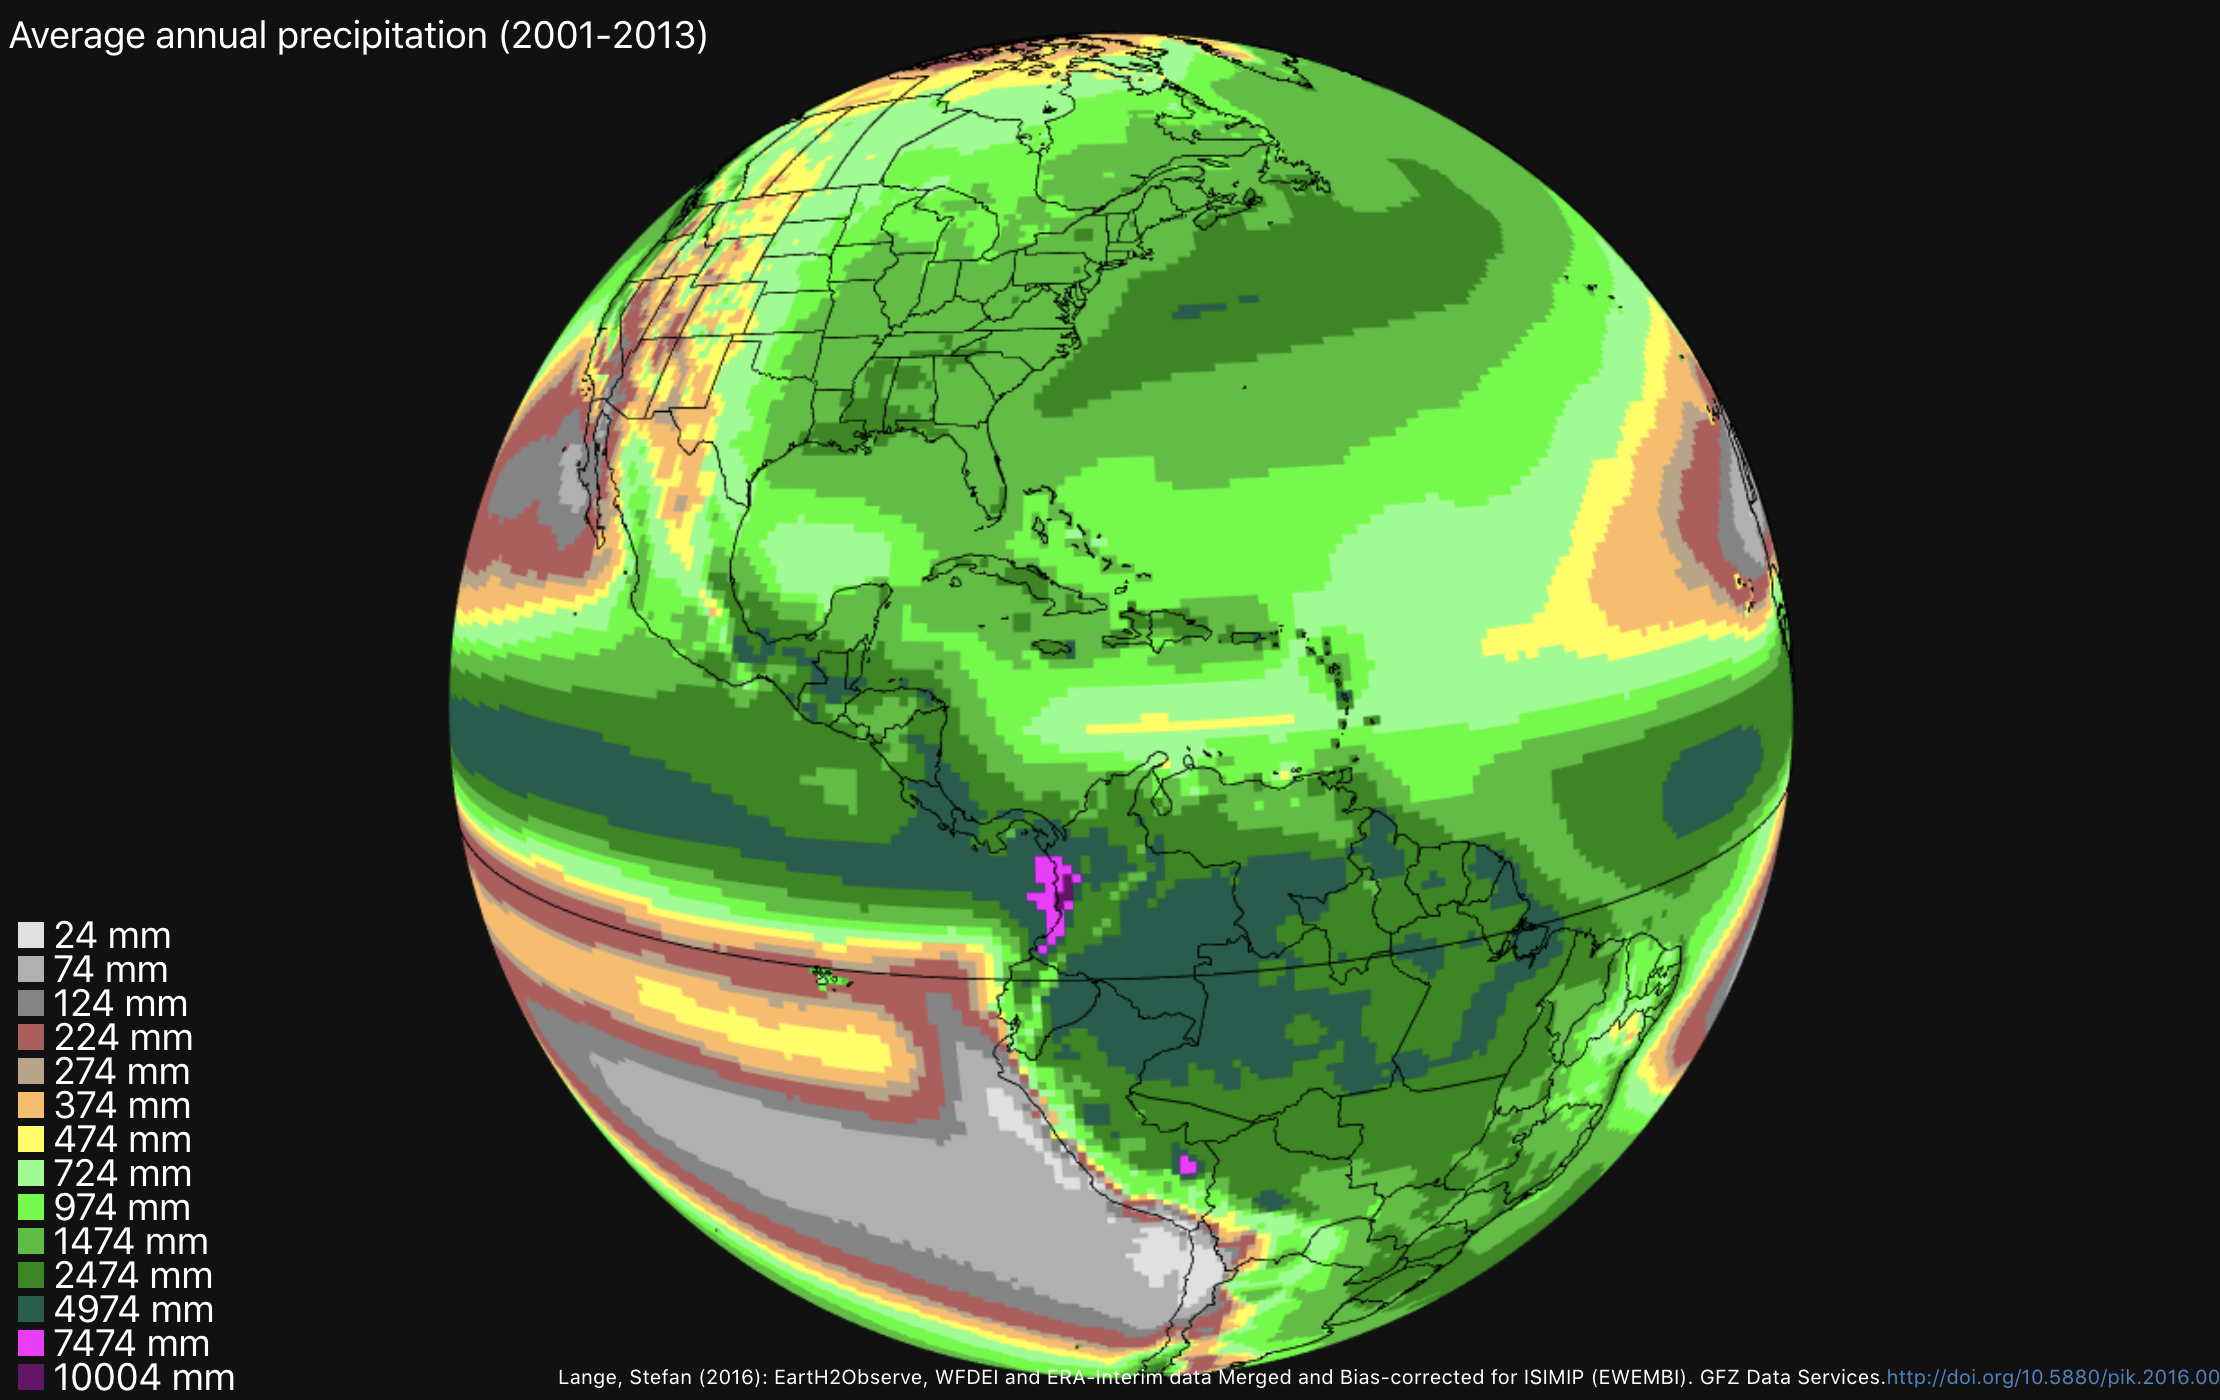 Average annual precipitation (2001-2013)
24 mm
74 mm
124 mm
224 mm
274 mm
374 mm
474 mm
724 mm
974 mm
1474 mm
2474 mm
4974 mm
7474 mm
10004 mm
Lange, Stefan (2016): EartH2Observe, WFDEI and ERA-Interim data Merged and Bias-corrected for ISIMIP (EWEMBI). GFZ Data Services.http://doi.org/10.5880/pik.2016.00